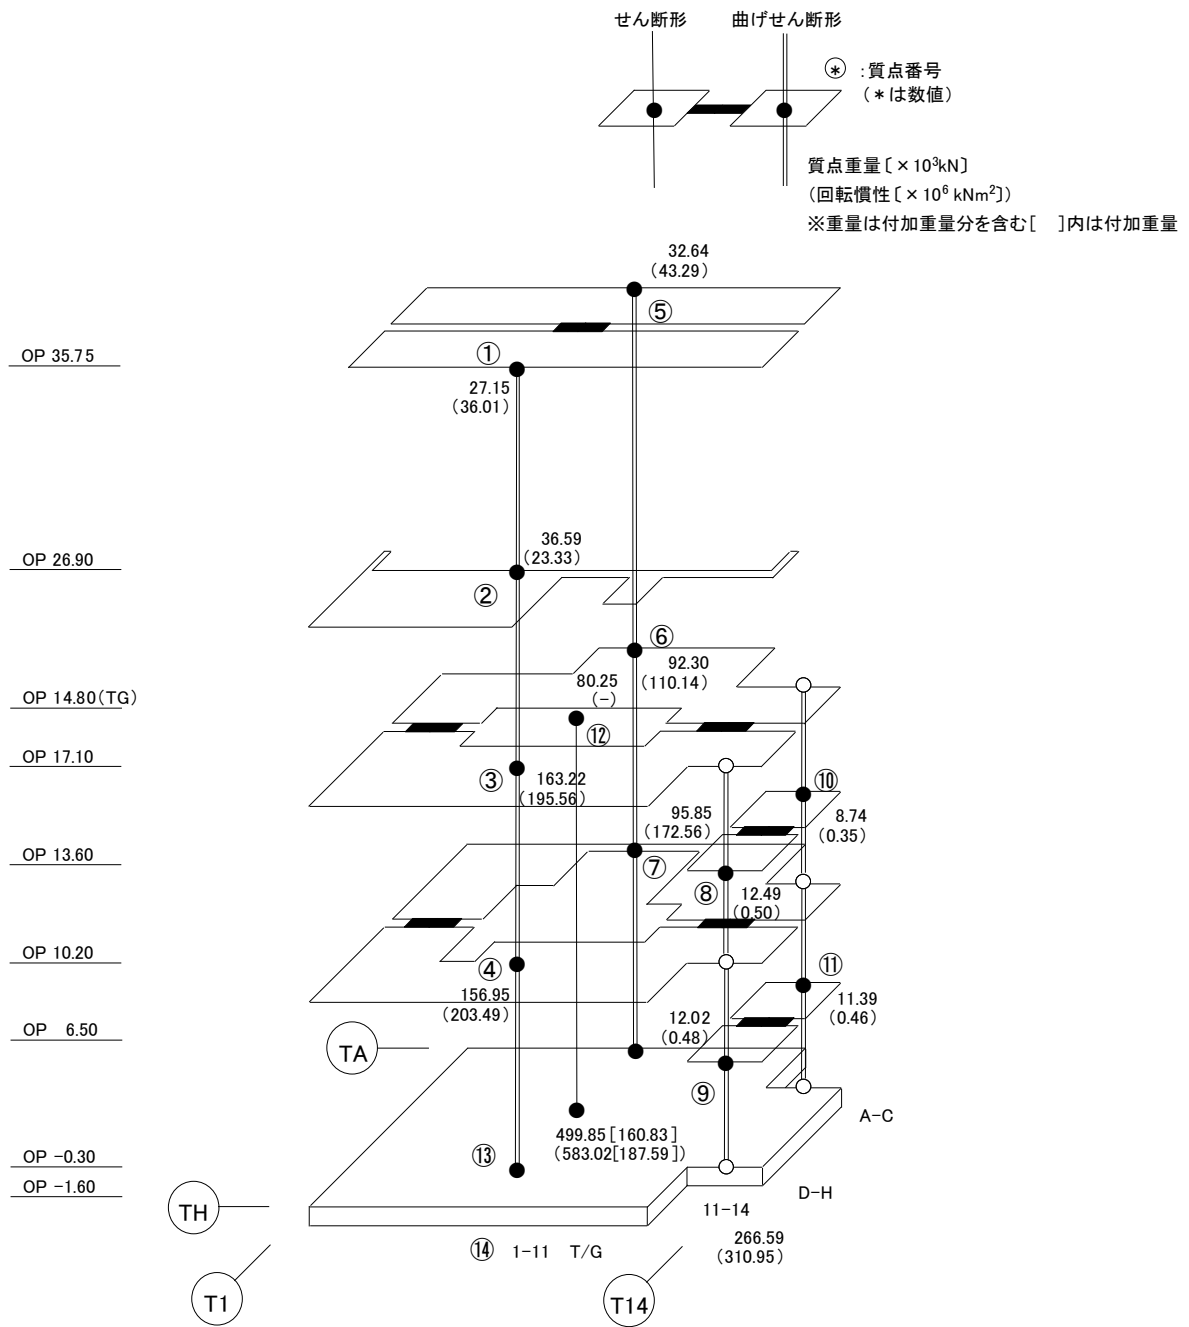 せん断形 曲げせん断形
＊ :質点番号
(＊は数値)
質点重量〔×10³kN〕
(回転慣性〔×10⁶ kNm²〕)
※重量は付加重量分を含む[ ]内は付加重量
32.64
(43.29)
⑤
OP 35.75
①
27.15
(36.01)
36.59
(23.33)
OP 26.90
②
⑥
92.30
(110.14)
80.25
(-)
OP 14.80(TG)
⑫
OP 17.10
③
163.22
(195.56)
⑩
8.74
(0.35)
95.85
(172.56)
OP 13.60
⑦
⑧
12.49
(0.50)
OP 10.20
④
156.95
(203.49)
⑪
11.39
(0.46)
12.02
(0.48)
OP 6.50
TA
⑨
A-C
499.85[160.83]
(583.02[187.59])
OP -0.30
⑬
OP -1.60
D-H
TH
11-14
266.59
(310.95)
⑭ 1-11 T/G
T1
T14